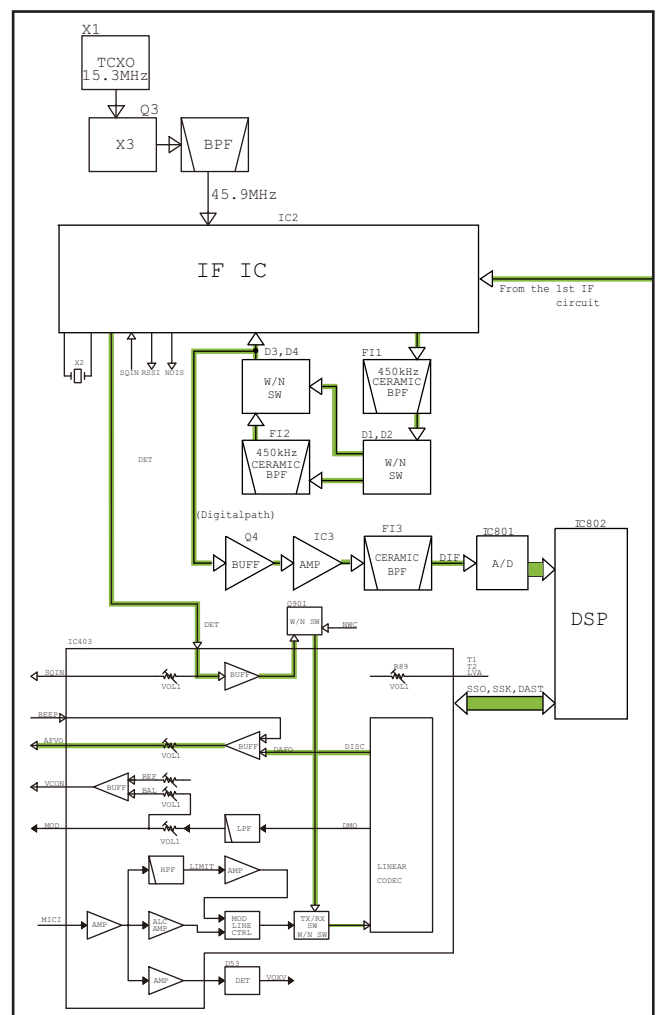 X1
TCXO
15.3MHz
Q3
X3
BPF
45.9MHz
IC2
IF IC
From the 1st IF
circuit
X2
SQIN RSSI NOIS
D3,D4
W/N
SW
FI1
450kHz
CERAMIC
BPF
FI2
450kHz
CERAMIC
BPF
D1,D2
W/N
SW
DET
(Digitalpath)
Q4
BUFF
IC3
AMP
FI3
CERAMIC
BPF
DIF
IC801
A/D
IC802
DSP
DET
Q901
W/N SW
NWC
IC403
SQIN
VOL1
BUFF
R89
VOL1
T1
T2
LVA
SSO,SSK,DAST
BEEP
AFVO
VOL1
BUFF
DAFO
DISC
VCON
BUFF
REF
BAL
VOL1
MOD
VOL1
LPF
DMO
LINEAR
CODEC
HPF
LIMIT
AMP
MICI
AMP
ALC
AMP
MOD
LINE
CTRL
TX/RX
SW
W/N SW
AMP
D53
DET
VOXV